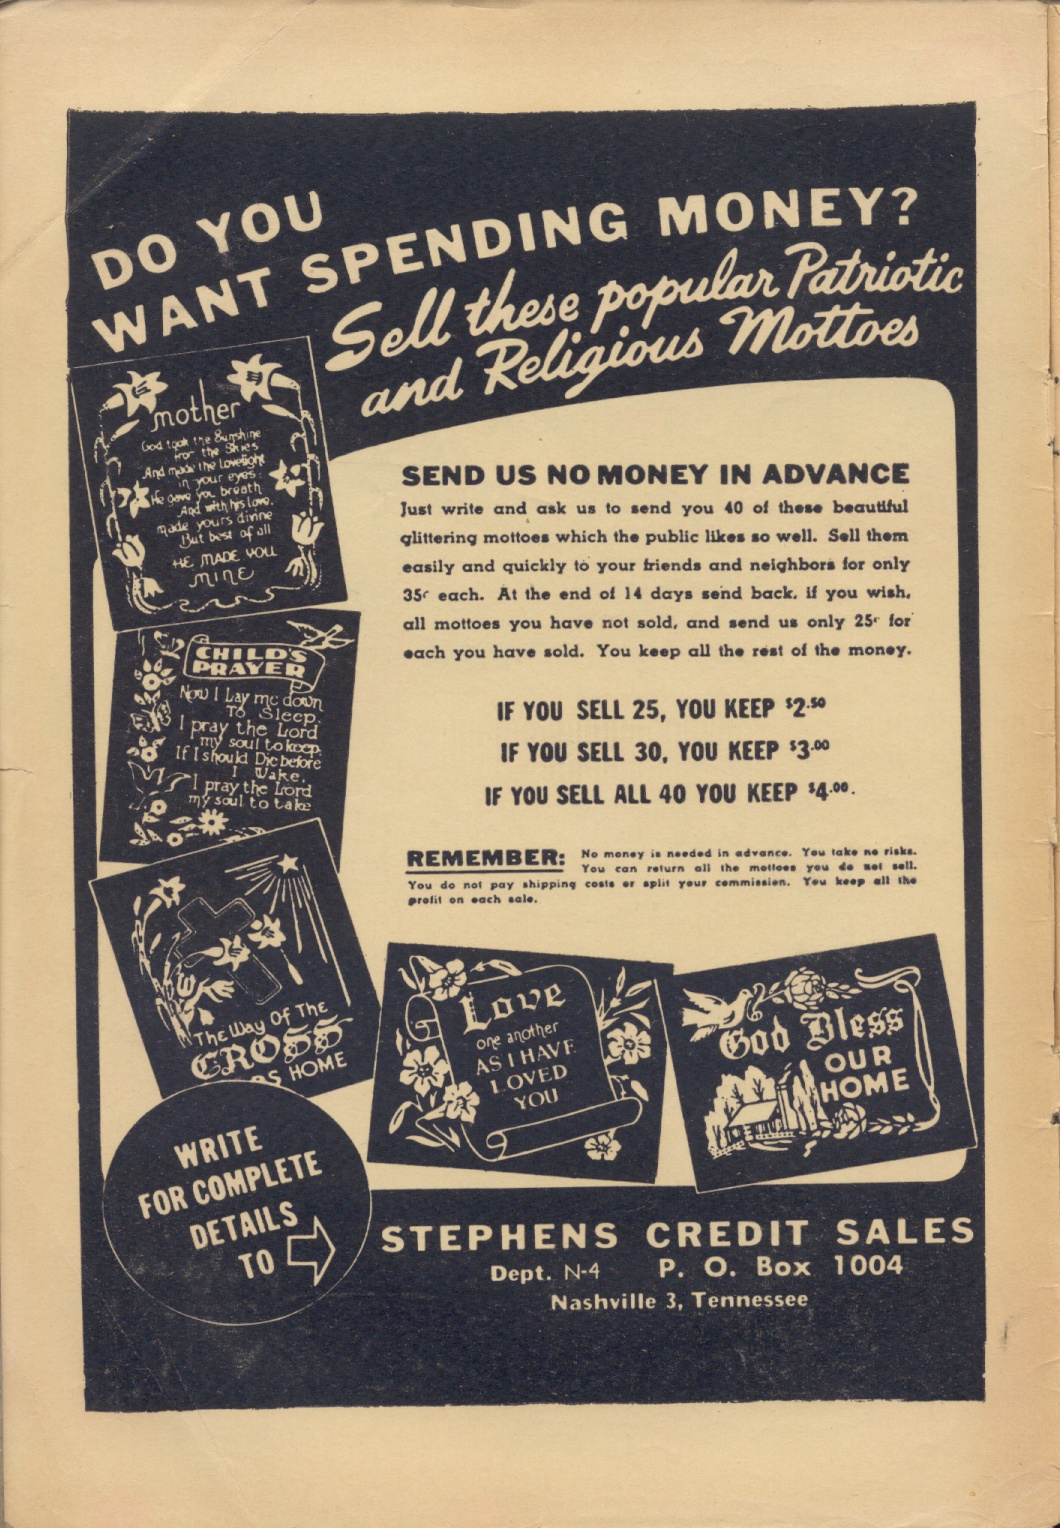 DO YOU
WANT SPENDING MONEY?
Sell these popular Patriotic
and Religious Mottoes
mother
God took the Sunshine
from the Skies
And made the Lovelight
in your eyes
He gave you breath
And with his love,
made yours divine
But best of all
HE MADE YOU
MINE
CHILD'S
PRAYER
Now I Lay me down
To Sleep.
I pray the Lord
my soul to keep.
If I should Die before
I Wake,
I pray the Lord
my soul to take
The Way Of The
CROSS
HOME
SEND US NO MONEY IN ADVANCE
Just write and ask us to send you 40 of these beautiful
glittering mottoes which the public likes so well. Sell them
easily and quickly to your friends and neighbors for only
35c each. At the end of 14 days send back, if you wish,
all mottoes you have not sold, and send us only 25c for
each you have sold. You keep all the rest of the money.
IF YOU SELL 25, YOU KEEP $2.50
IF YOU SELL 30, YOU KEEP $3.00
IF YOU SELL ALL 40 YOU KEEP $4.00.
REMEMBER: No money is needed in advance. You take no risks.
You can return all the mottoes you do not sell.
You do not pay shipping costs or split your commission. You keep all the
profit on each sale.
Love
one another
AS I HAVE
LOVED
YOU
God Bless
OUR
HOME
WRITE
FOR COMPLETE
DETAILS
TO
STEPHENS CREDIT SALES
Dept. N-4 P. O. Box 1004
Nashville 3, Tennessee